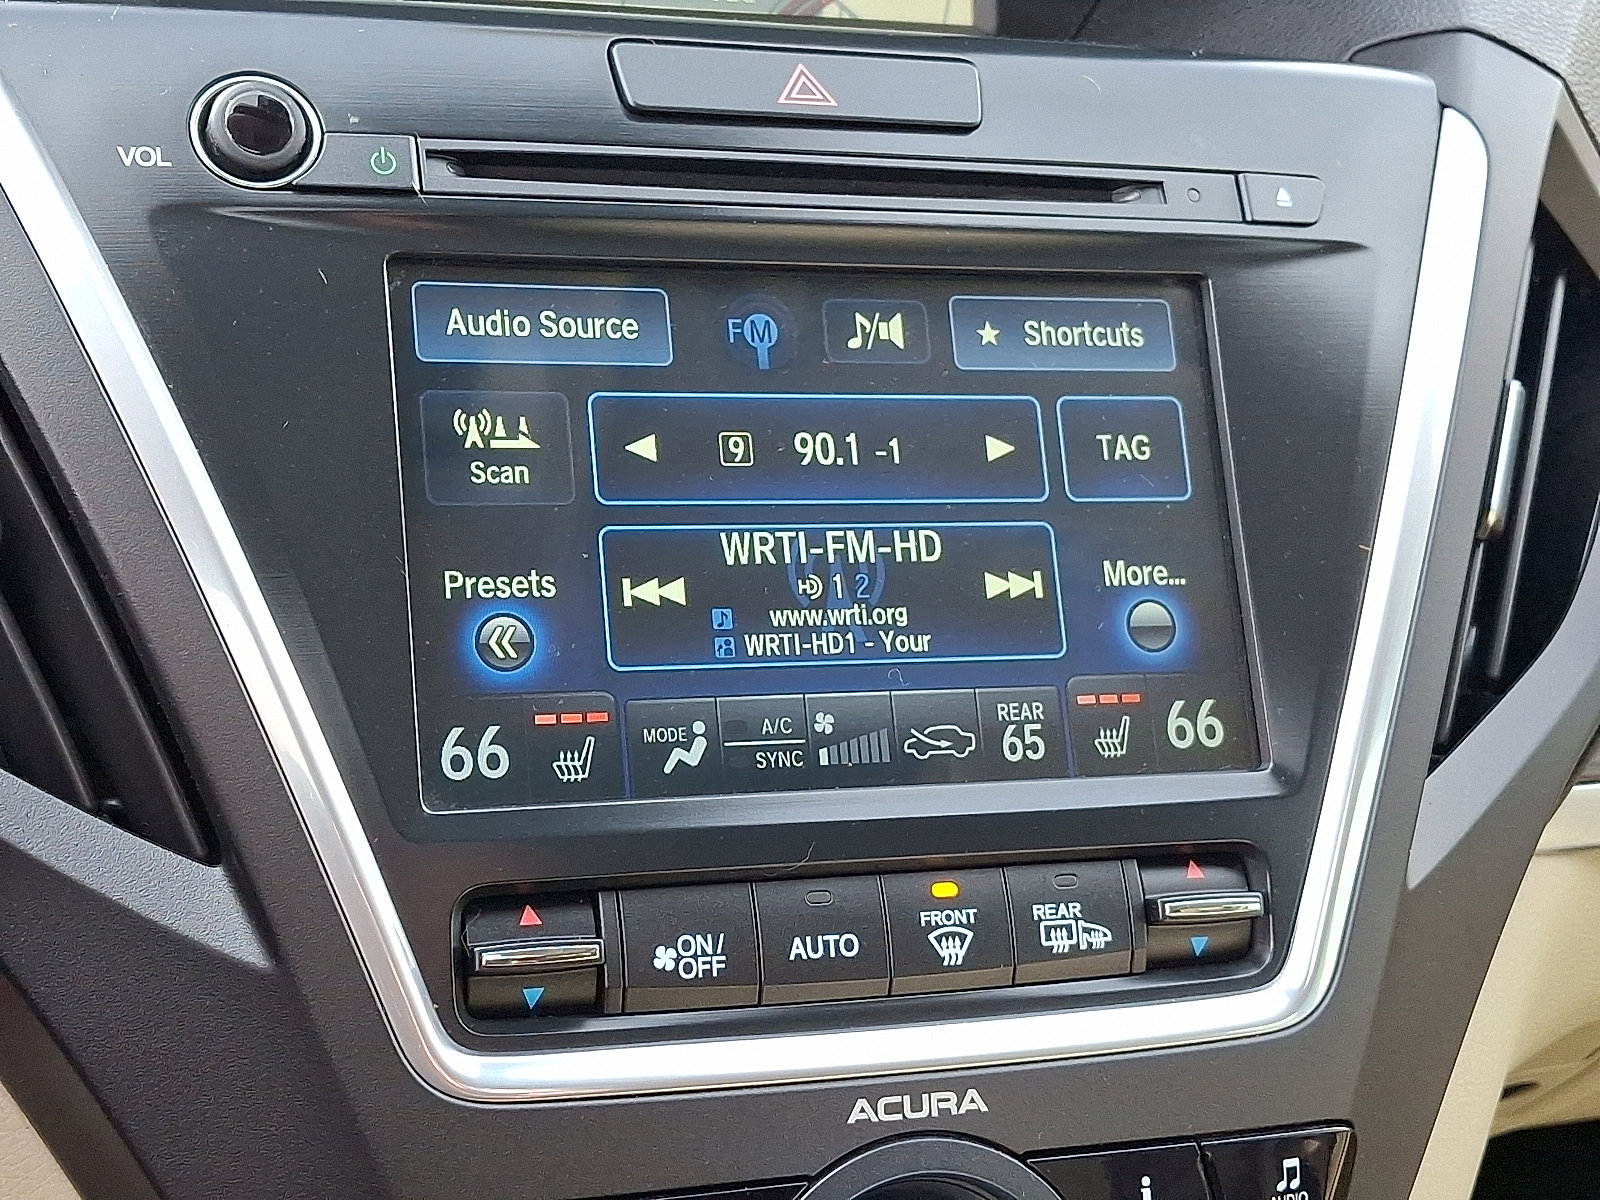 VOL
Audio Source
FM
Shortcuts
Scan
9 90.1 -1
TAG
WRTI-FM-HD
HD 1 2
www.wrti.org
WRTI-HD1 - Your
Presets
More...
66
MODE
A/C
SYNC
REAR
65
66
ON/
OFF
AUTO
FRONT
REAR
ACURA
i
AUDIO